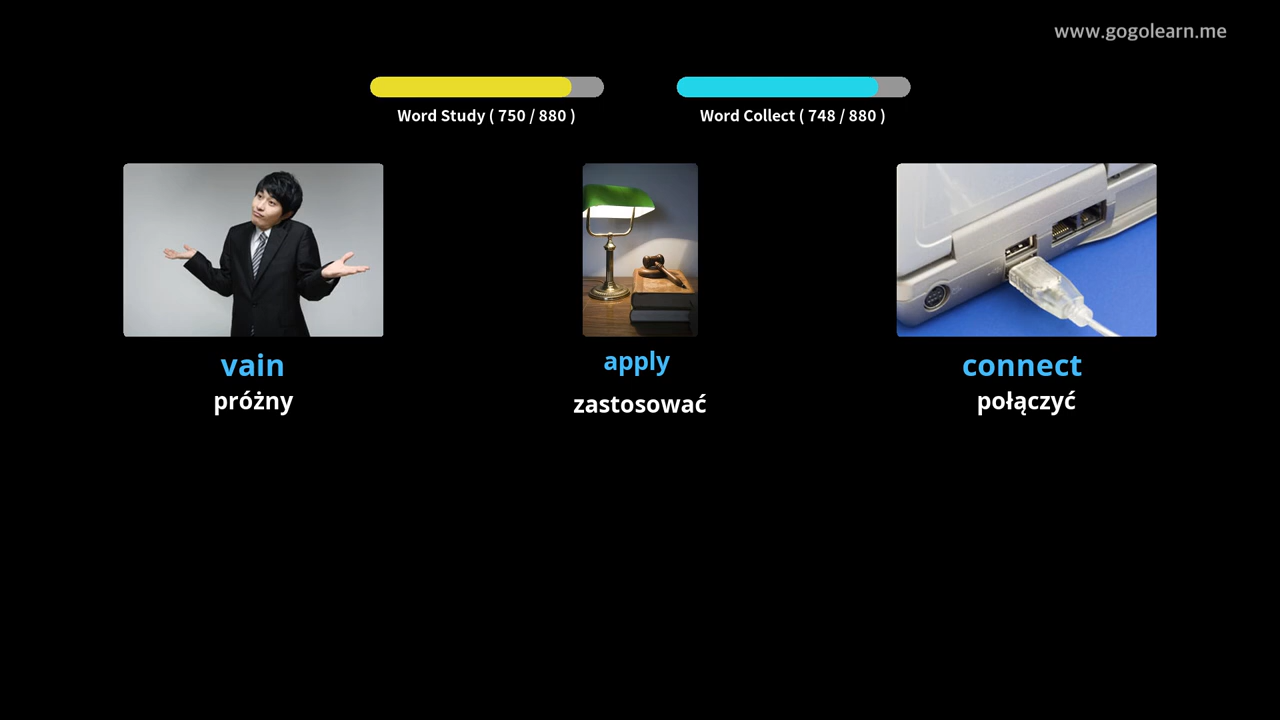 www.gogolearn.me
Word Study ( 750 / 880 )
Word Collect ( 748 / 880 )
vain
próżny
apply
zastosować
connect
połączyć